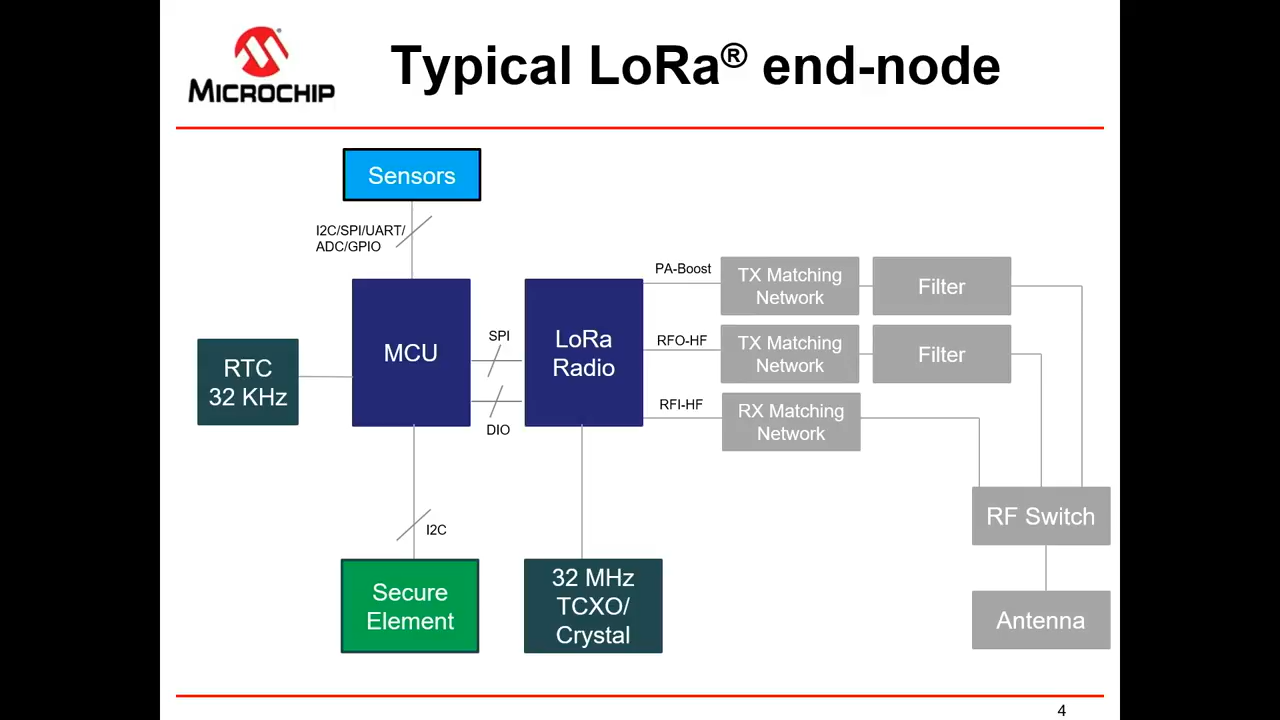 MICROCHIP
Typical LoRa® end-node
Sensors
I2C/SPI/UART/
ADC/GPIO
RTC
32 KHz
MCU
SPI
DIO
LoRa
Radio
PA-Boost
TX Matching
Network
Filter
RFO-HF
TX Matching
Network
Filter
RFI-HF
RX Matching
Network
RF Switch
Antenna
I2C
Secure
Element
32 MHz
TCXO/
Crystal
4